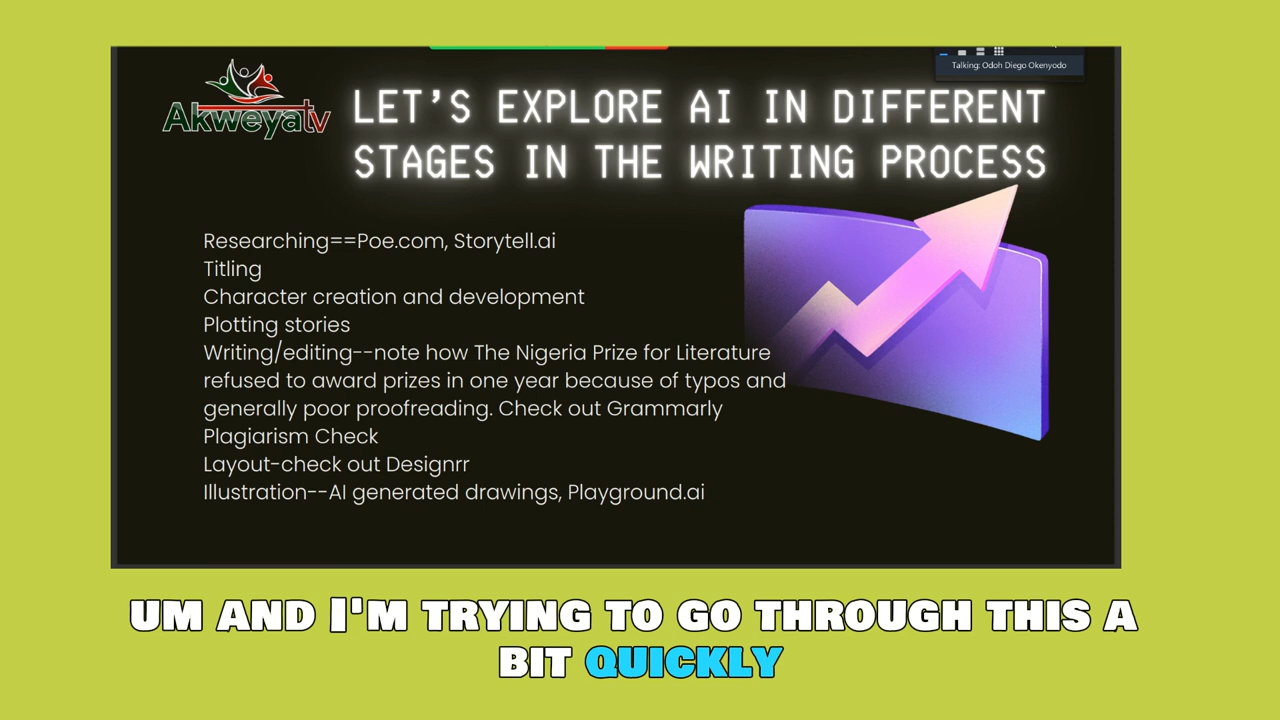 Talking: Odoh Diego Okenyodo
Akweyatv
LET'S EXPLORE AI IN DIFFERENT
STAGES IN THE WRITING PROCESS
Researching==Poe.com, Storytell.ai
Titling
Character creation and development
Plotting stories
Writing/editing--note how The Nigeria Prize for Literature
refused to award prizes in one year because of typos and
generally poor proofreading. Check out Grammarly
Plagiarism Check
Layout-check out Designrr
Illustration--AI generated drawings, Playground.ai
UM AND I'M TRYING TO GO THROUGH THIS A
BIT QUICKLY